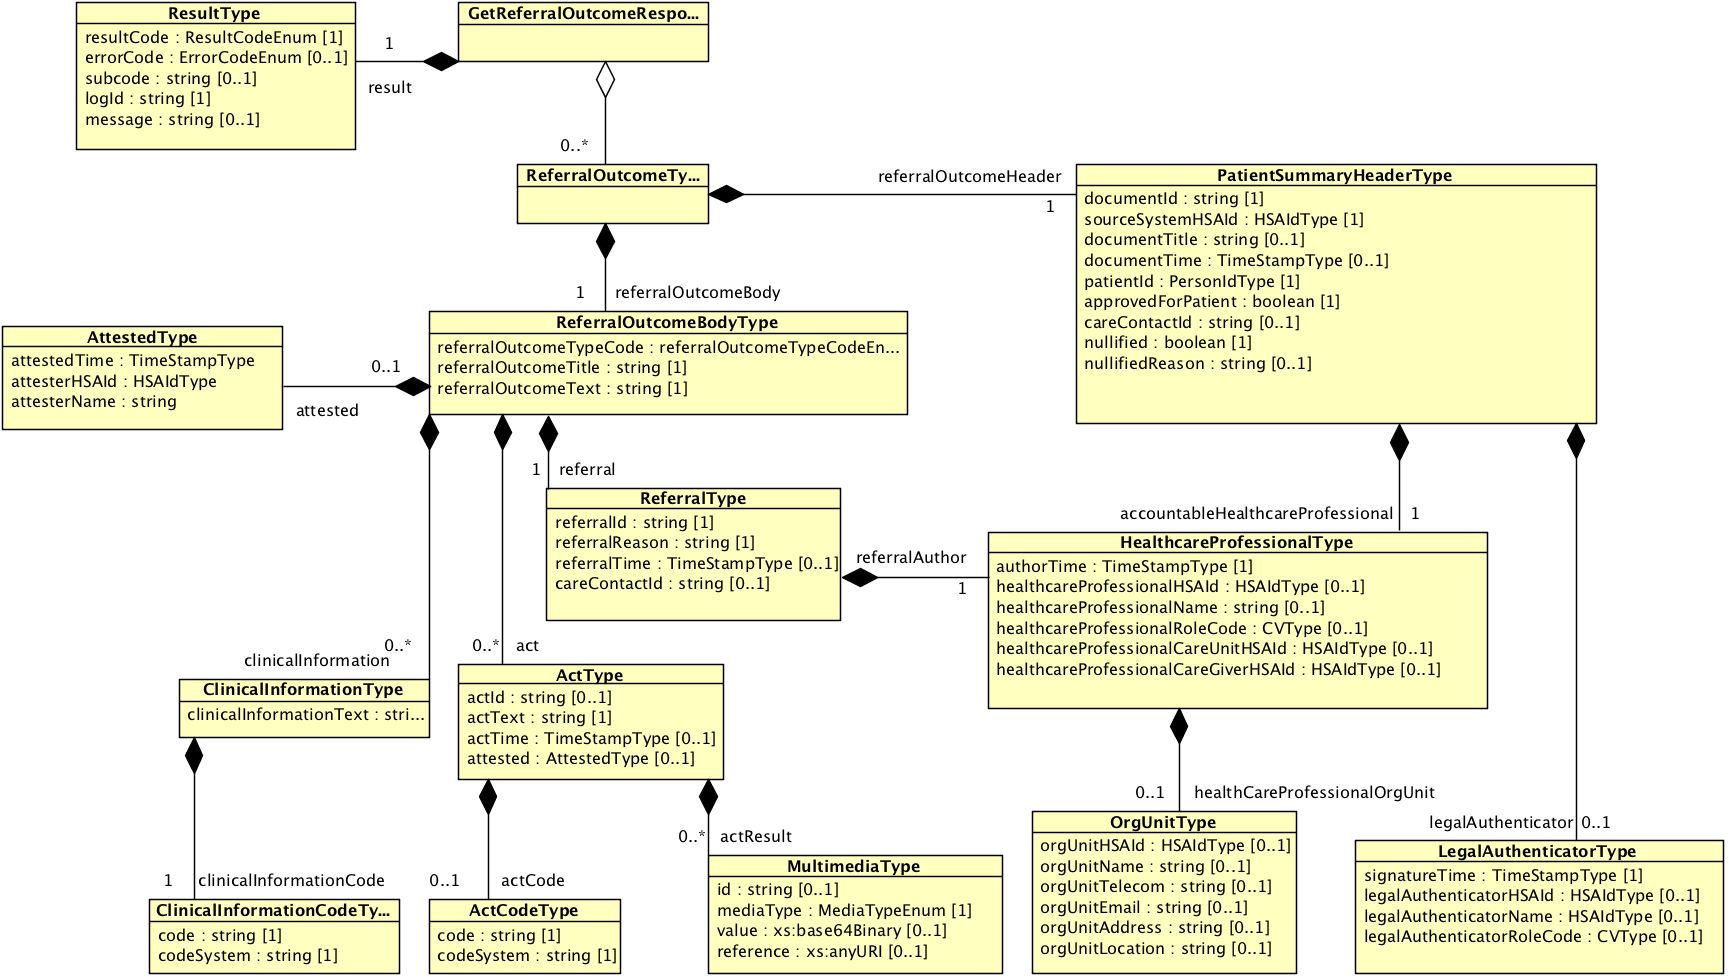 ResultType
resultCode : ResultCodeEnum [1]
errorCode : ErrorCodeEnum [0..1]
subcode : string [0..1]
logId : string [1]
message : string [0..1]
1
result
GetReferralOutcomeRespo...
0..*
ReferralOutcomeTy...
referralOutcomeHeader
1
PatientSummaryHeaderType
documentId : string [1]
sourceSystemHSAId : HSAIdType [1]
documentTitle : string [0..1]
documentTime : TimeStampType [0..1]
patientId : PersonIdType [1]
approvedForPatient : boolean [1]
careContactId : string [0..1]
nullified : boolean [1]
nullifiedReason : string [0..1]
1 referralOutcomeBody
ReferralOutcomeBodyType
referralOutcomeTypeCode : referralOutcomeTypeCodeEn...
referralOutcomeTitle : string [1]
referralOutcomeText : string [1]
AttestedType
attestedTime : TimeStampType
attesterHSAId : HSAIdType
attesterName : string
0..1
attested
1 referral
ReferralType
referralId : string [1]
referralReason : string [1]
referralTime : TimeStampType [0..1]
careContactId : string [0..1]
referralAuthor
1
accountableHealthcareProfessional 1
HealthcareProfessionalType
authorTime : TimeStampType [1]
healthcareProfessionalHSAId : HSAIdType [0..1]
healthcareProfessionalName : string [0..1]
healthcareProfessionalRoleCode : CVType [0..1]
healthcareProfessionalCareUnitHSAId : HSAIdType [0..1]
healthcareProfessionalCareGiverHSAId : HSAIdType [0..1]
0..*
clinicalInformation
ClinicalInformationType
clinicalInformationText : stri...
0..* act
ActType
actId : string [0..1]
actText : string [1]
actTime : TimeStampType [0..1]
attested : AttestedType [0..1]
1 clinicalInformationCode
ClinicalInformationCodeTy...
code : string [1]
codeSystem : string [1]
0..1 actCode
ActCodeType
code : string [1]
codeSystem : string [1]
0..* actResult
MultimediaType
id : string [0..1]
mediaType : MediaTypeEnum [1]
value : xs:base64Binary [0..1]
reference : xs:anyURI [0..1]
0..1 healthCareProfessionalOrgUnit
OrgUnitType
orgUnitHSAId : HSAIdType [0..1]
orgUnitName : string [0..1]
orgUnitTelecom : string [0..1]
orgUnitEmail : string [0..1]
orgUnitAddress : string [0..1]
orgUnitLocation : string [0..1]
legalAuthenticator 0..1
LegalAuthenticatorType
signatureTime : TimeStampType [1]
legalAuthenticatorHSAId : HSAIdType [0..1]
legalAuthenticatorName : HSAIdType [0..1]
legalAuthenticatorRoleCode : CVType [0..1]